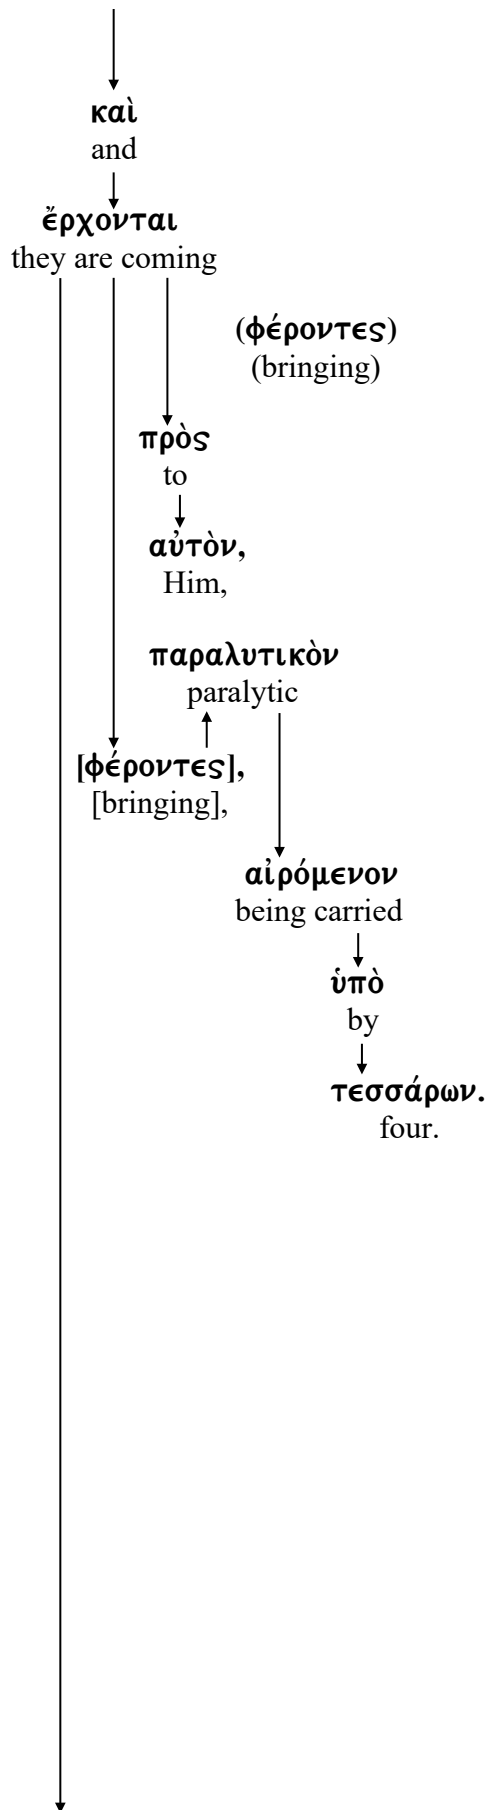 καὶ
and
ἔρχονται
they are coming
(φέροντες)
(bringing)
πρὸς
to
αὐτὸν,
Him,
παραλυτικὸν
paralytic
[φέροντες],
[bringing],
αἰρόμενον
being carried
ὑπὸ
by
τεσσάρων.
four.